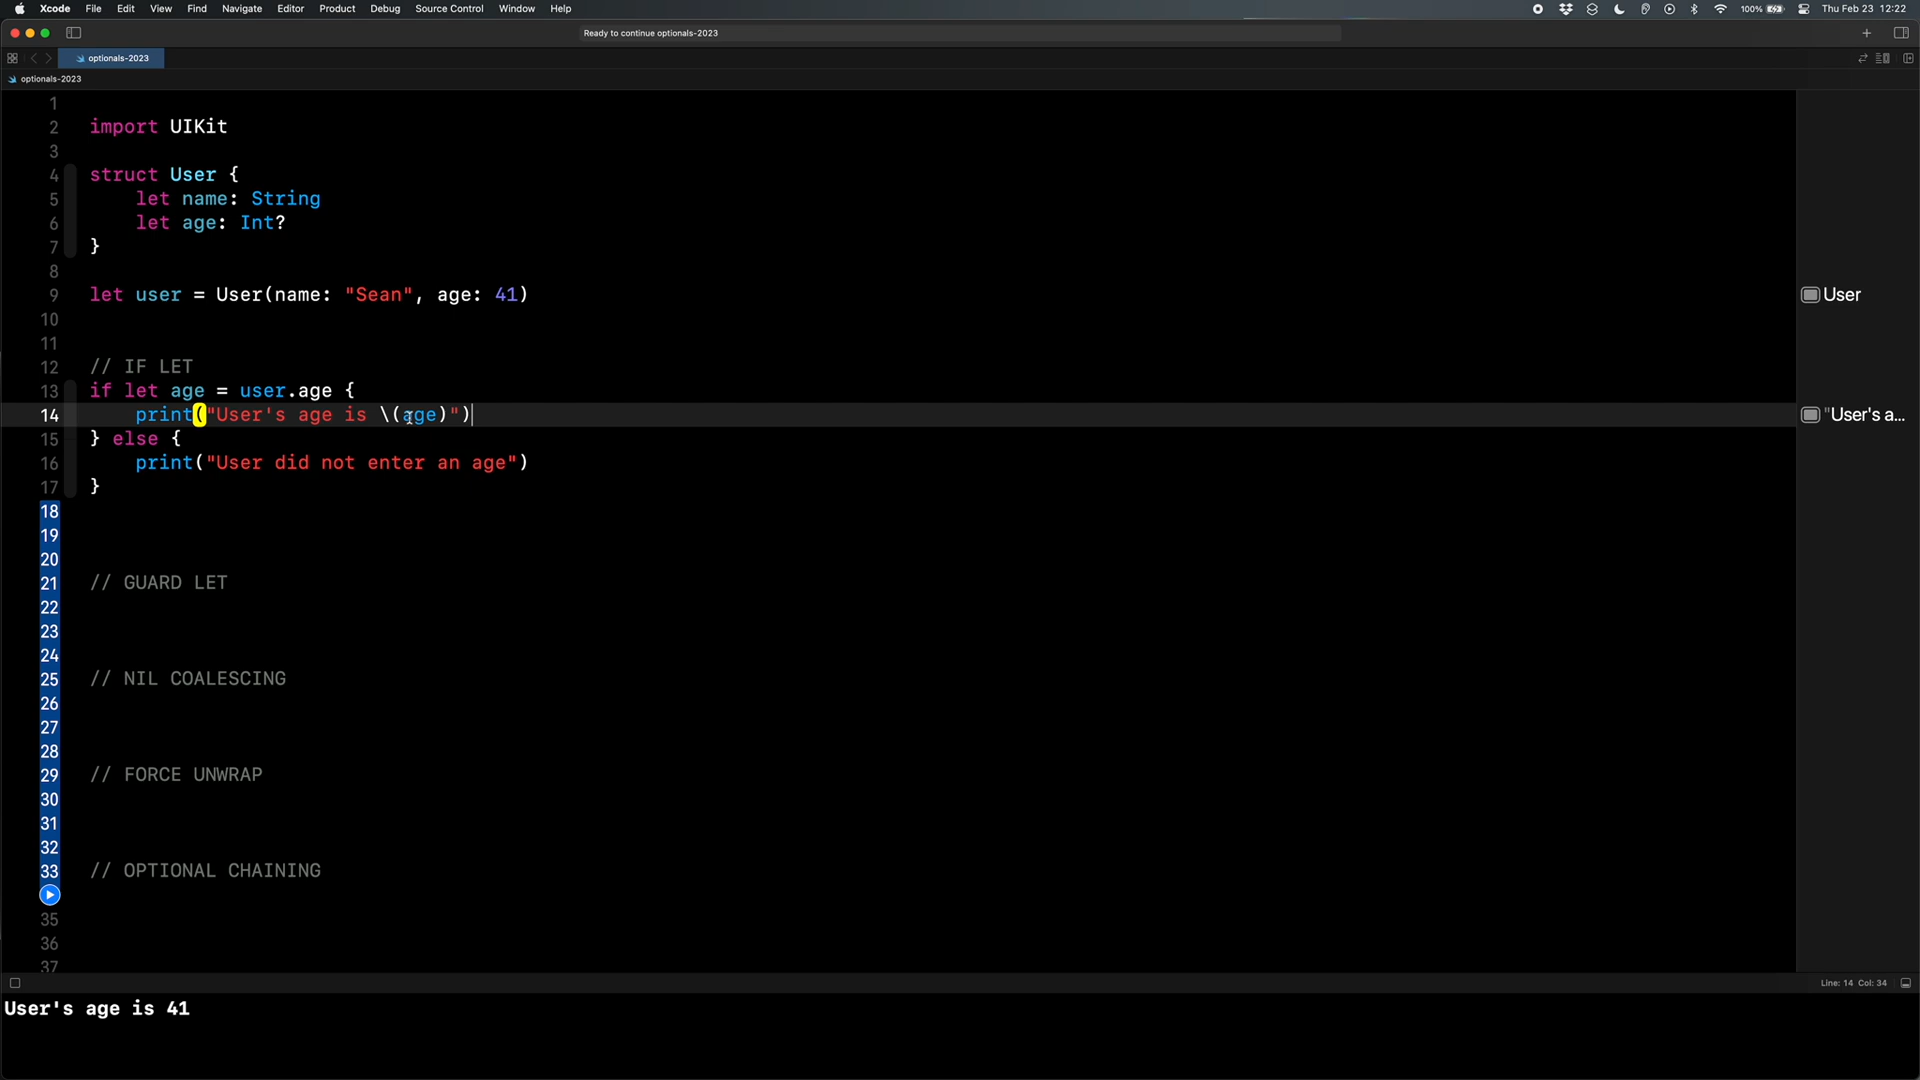 Xcode File Edit View Find Navigate Editor Product Debug Source Control Window Help 100% Thu Feb 23 12:22
Ready to continue optionals-2023
optionals-2023
optionals-2023
1
2 import UIKit
3
4 struct User {
5 let name: String
6 let age: Int?
7 }
8
9 let user = User(name: "Sean", age: 41) User
10
11
12 // IF LET
13 if let age = user.age {
14 print("User's age is \(age)") "User's a...
15 } else {
16 print("User did not enter an age")
17 }
18
19
20
21 // GUARD LET
22
23
24
25 // NIL COALESCING
26
27
28
29 // FORCE UNWRAP
30
31
32
33 // OPTIONAL CHAINING
35
36
37
Line: 14 Col: 34
User's age is 41